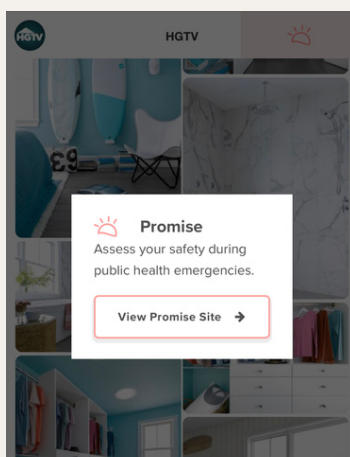 HGTV
HGTV
Promise
Assess your safety during
public health emergencies.
View Promise Site